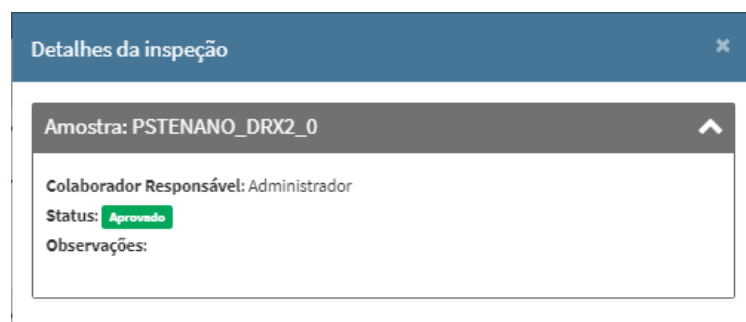 Detalhes da inspeção
Amostra: PSTENANO_DRX2_0
Colaborador Responsável: Administrador
Status: Aprovado
Observações: